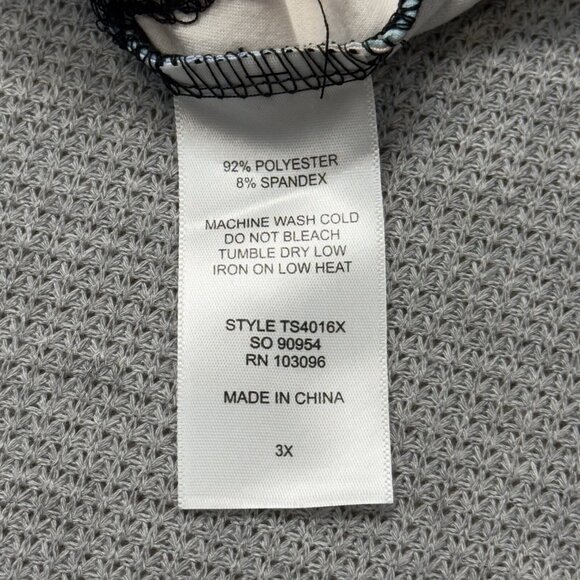 92% POLYESTER
8% SPANDEX
MACHINE WASH COLD
DO NOT BLEACH
TUMBLE DRY LOW
IRON ON LOW HEAT
STYLE TS4016X
SO 90954
RN 103096
MADE IN CHINA
3X